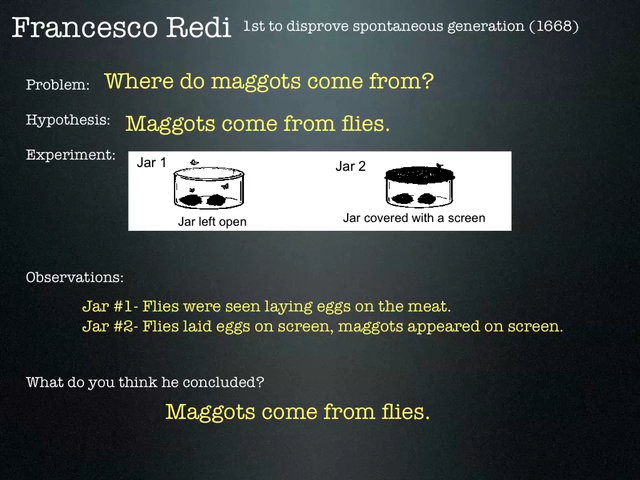 Francesco Redi 1st to disprove spontaneous generation (1668)
Problem: Where do maggots come from?
Hypothesis: Maggots come from flies.
Experiment:
Jar 1
Jar 2
Jar left open
Jar covered with a screen
Observations:
Jar #1- Flies were seen laying eggs on the meat.
Jar #2- Flies laid eggs on screen, maggots appeared on screen.
What do you think he concluded?
Maggots come from flies.